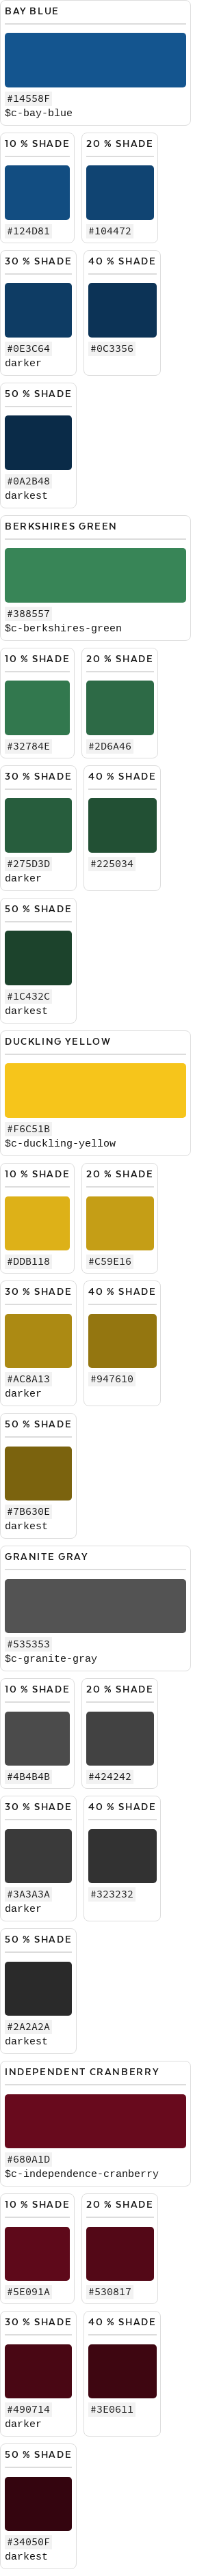 BAY BLUE
#14558F
$c-bay-blue
10 % SHADE
#124D81
20 % SHADE
#104472
30 % SHADE
#0E3C64
darker
40 % SHADE
#0C3356
50 % SHADE
#0A2B48
darkest
BERKSHIRES GREEN
#388557
$c-berkshires-green
10 % SHADE
#32784E
20 % SHADE
#2D6A46
30 % SHADE
#275D3D
darker
40 % SHADE
#225034
50 % SHADE
#1C432C
darkest
DUCKLING YELLOW
#F6C51B
$c-duckling-yellow
10 % SHADE
#DDB118
20 % SHADE
#C59E16
30 % SHADE
#AC8A13
darker
40 % SHADE
#947610
50 % SHADE
#7B630E
darkest
GRANITE GRAY
#535353
$c-granite-gray
10 % SHADE
#4B4B4B
20 % SHADE
#424242
30 % SHADE
#3A3A3A
darker
40 % SHADE
#323232
50 % SHADE
#2A2A2A
darkest
INDEPENDENT CRANBERRY
#680A1D
$c-independence-cranberry
10 % SHADE
#5E091A
20 % SHADE
#530817
30 % SHADE
#490714
darker
40 % SHADE
#3E0611
50 % SHADE
#34050F
darkest